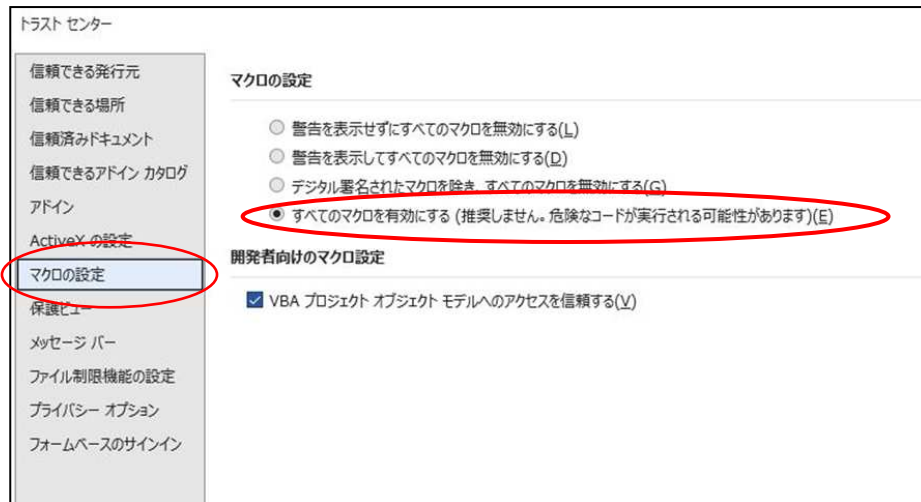 トラスト センター
信頼できる発行元
信頼できる場所
信頼済みドキュメント
信頼できるアドイン カタログ
アドイン
ActiveX の設定
マクロの設定
保護ビュー
メッセージ バー
ファイル制限機能の設定
プライバシー オプション
フォームベースのサインイン
マクロの設定
警告を表示せずにすべてのマクロを無効にする(L)
警告を表示してすべてのマクロを無効にする(D)
デジタル署名されたマクロを除き、すべてのマクロを無効にする(G)
すべてのマクロを有効にする (推奨しません。危険なコードが実行される可能性があります)(E)
開発者向けのマクロ設定
VBA プロジェクト オブジェクト モデルへのアクセスを信頼する(V)